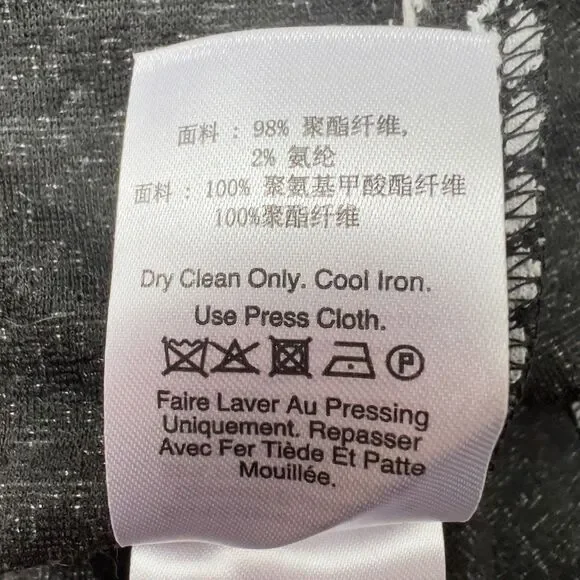 面料 : 98% 聚酯纤维,
2% 氨纶
面料 : 100% 聚氨基甲酸酯纤维
100%聚酯纤维
Dry Clean Only. Cool Iron.
Use Press Cloth.
P
Faire Laver Au Pressing
Uniquement. Repasser
Avec Fer Tiède Et Patte
Mouillée.